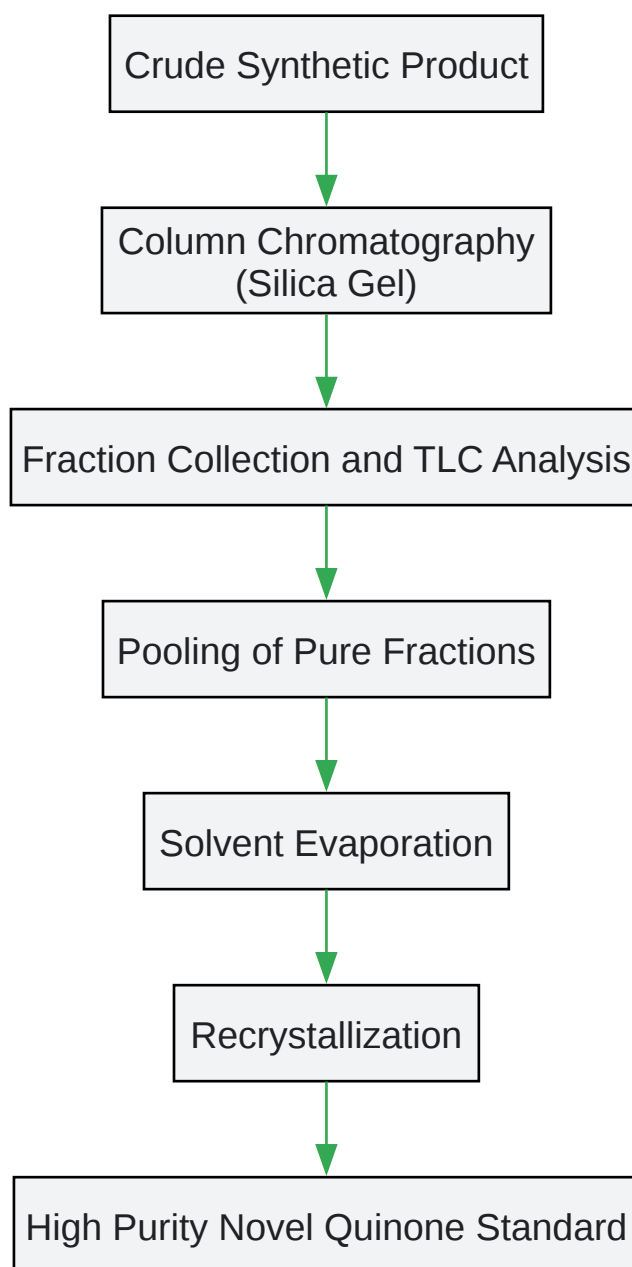 Crude Synthetic Product
Column Chromatography
(Silica Gel)
Fraction Collection and TLC Analysis
Pooling of Pure Fractions
Solvent Evaporation
Recrystallization
High Purity Novel Quinone Standard